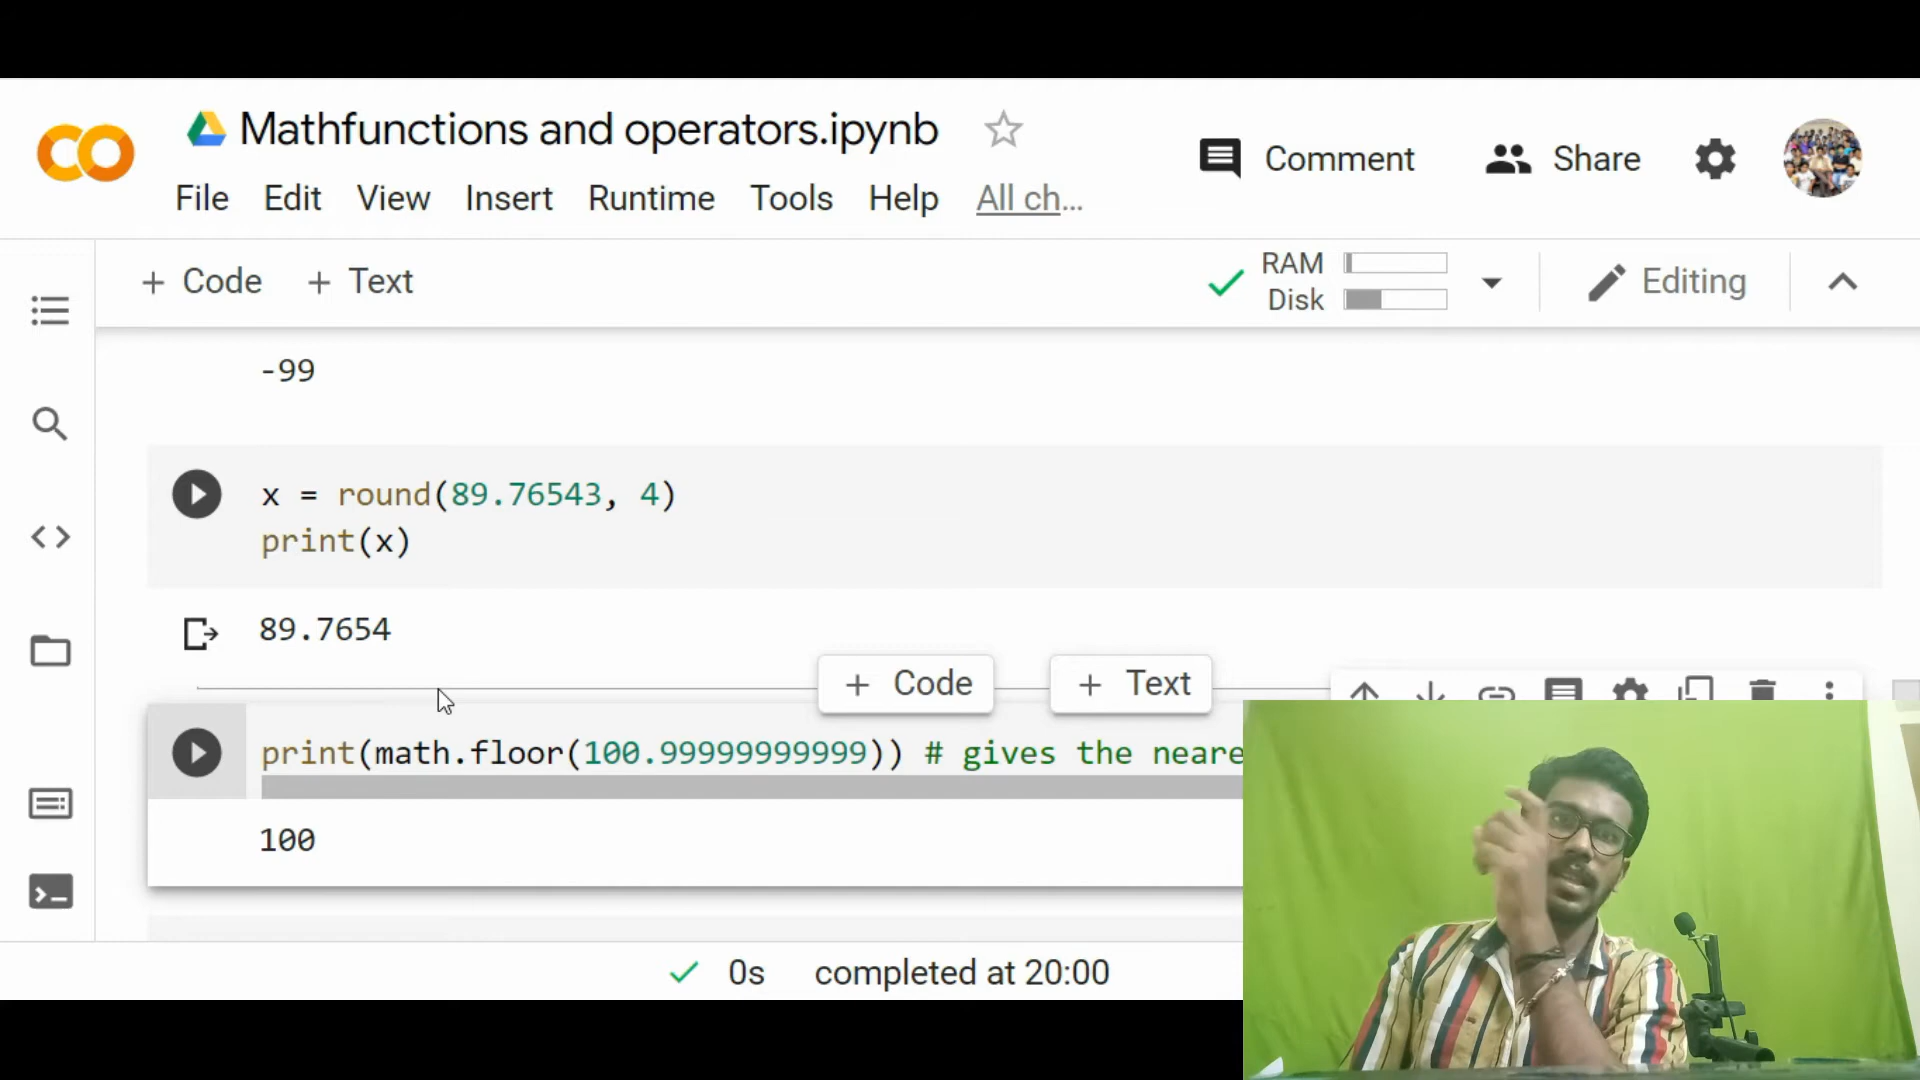 Mathfunctions and operators.ipynb
Comment
Share
File Edit View Insert Runtime Tools Help All ch...
+ Code + Text
RAM
Disk
Editing
-99
x = round(89.76543, 4)
print(x)
89.7654
+ Code + Text
print(math.floor(100.99999999999)) # gives the neare
100
0s completed at 20:00